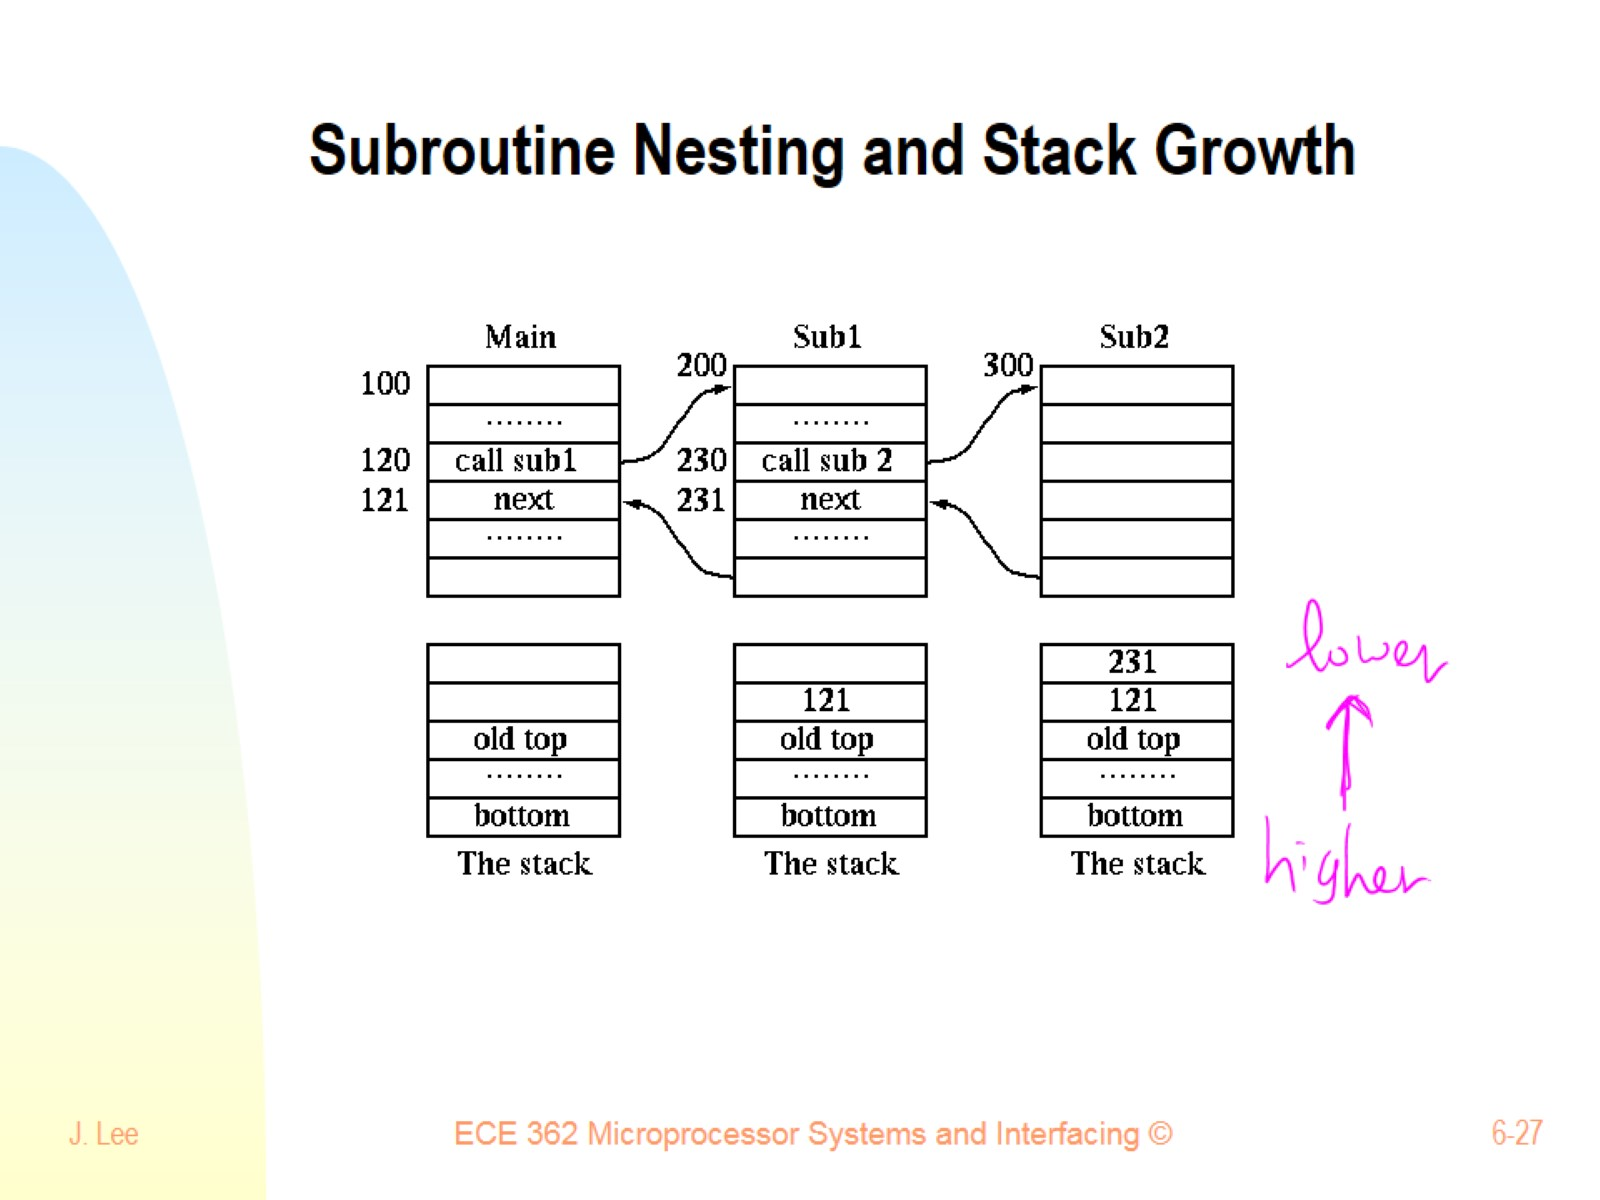 Subroutine Nesting and Stack Growth
Main Sub1 Sub2
100 200 300
........ ........
120 call sub1 230 call sub 2
121 next 231 next
........ ........
231
121 121
old top old top old top
........ ........ ........
bottom bottom bottom
The stack The stack The stack
lower
higher
J. Lee ECE 362 Microprocessor Systems and Interfacing © 6-27